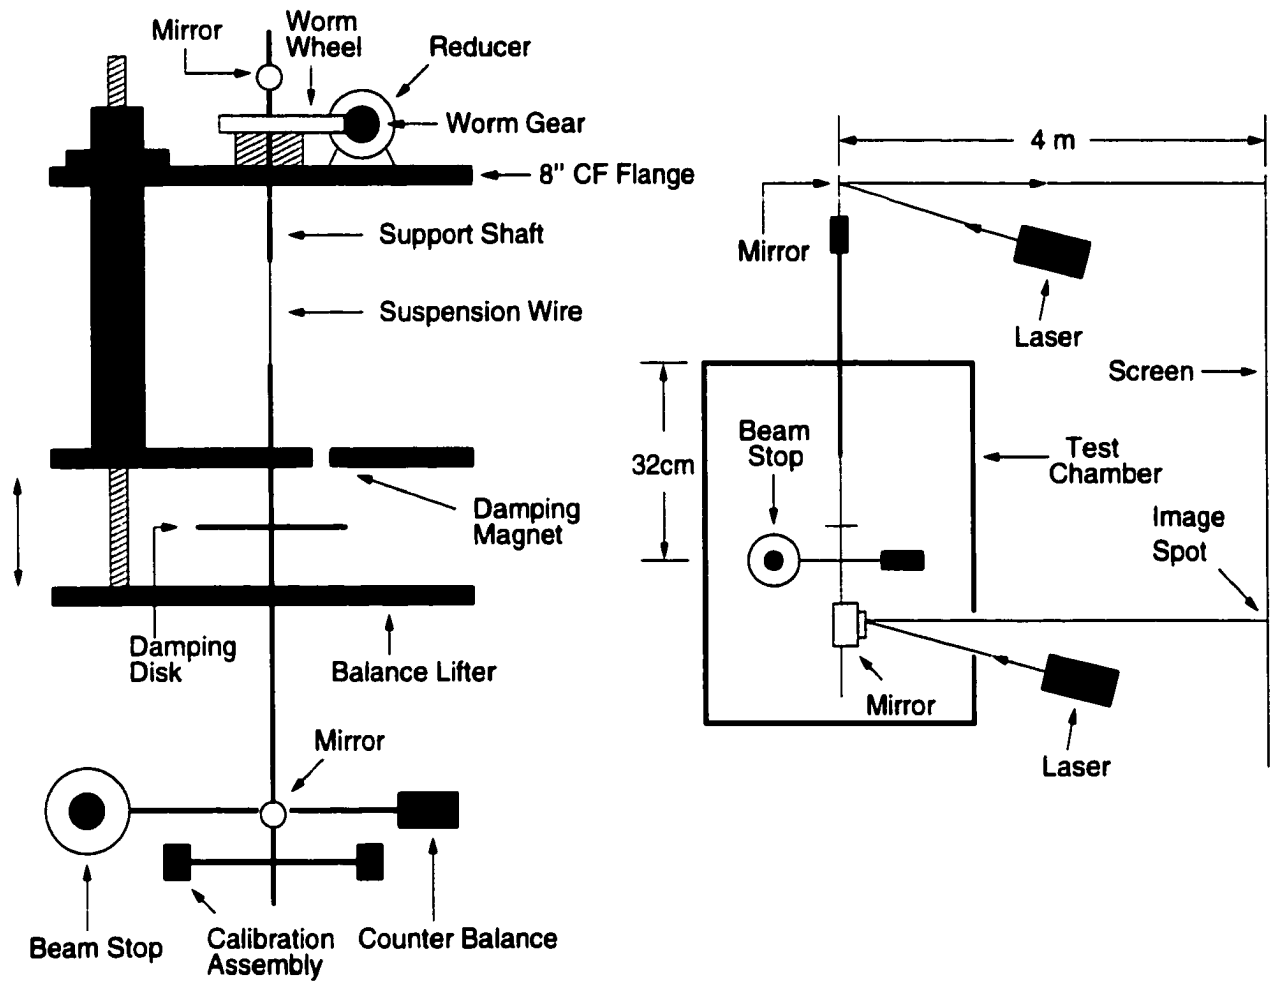 Mirror
Worm
Wheel
Reducer
Worm Gear
8" CF Flange
Support Shaft
Suspension Wire
Damping
Magnet
Damping
Disk
Balance Lifter
Mirror
Beam Stop
Calibration
Assembly
Counter Balance
4 m
Mirror
Laser
Screen
32cm
Beam
Stop
Test
Chamber
Image
Spot
Mirror
Laser